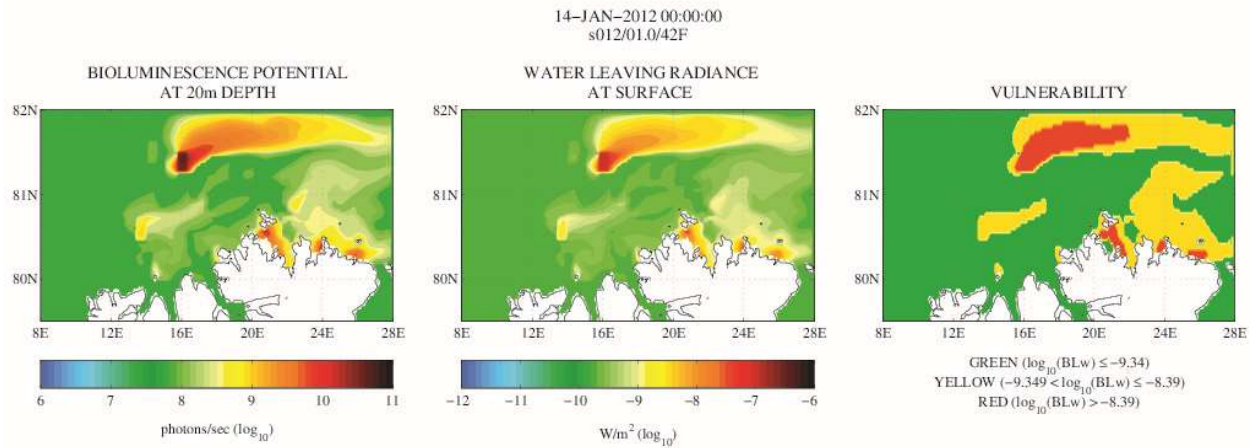 14-JAN-2012 00:00:00
s012/01.0/42F
BIOLUMINESCENCE POTENTIAL
AT 20m DEPTH
82N
81N
80N
8E 12E 16E 20E 24E 28E
6 7 8 9 10 11
photons/sec (log₁₀)
WATER LEAVING RADIANCE
AT SURFACE
82N
81N
80N
8E 12E 16E 20E 24E 28E
−12 −11 −10 −9 −8 −7 −6
W/m² (log₁₀)
VULNERABILITY
82N
81N
80N
8E 12E 16E 20E 24E 28E
GREEN (log₁₀(BLw) ≤ −9.34)
YELLOW (−9.349 < log₁₀(BLw) ≤ −8.39)
RED (log₁₀(BLw) > −8.39)